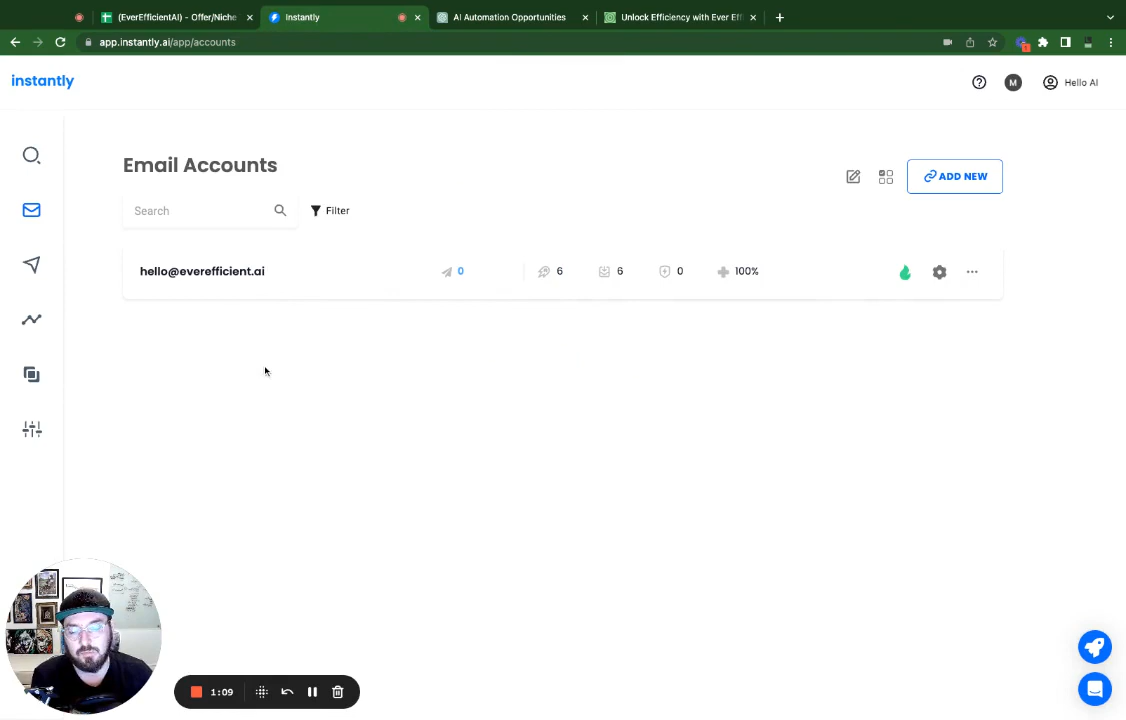 (EverEfficientAI) - Offer/Niche
Instantly
AI Automation Opportunities
Unlock Efficiency with Ever Eff
app.instantly.ai/app/accounts
1
instantly
M
Hello AI
Email Accounts
ADD NEW
Search
Filter
hello@everefficient.ai
0
6
6
0
100%
1:09